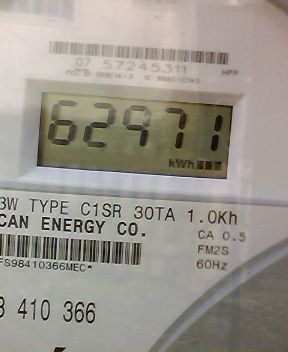 07 57245311
62971
kWh
3W TYPE C1SR 30TA 1.0Kh
CAN ENERGY CO.
CA 0.5
FM2S
60Hz
FS98410366MEC*
8 410 366